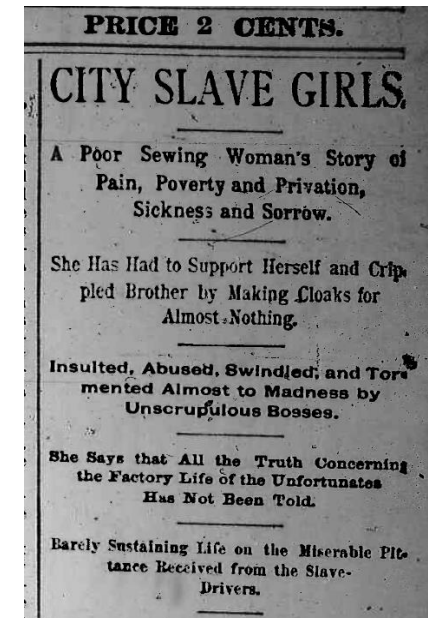 PRICE 2 CENTS.
CITY SLAVE GIRLS.
A Poor Sewing Woman's Story of
Pain, Poverty and Privation,
Sickness and Sorrow.
She Has Had to Support Herself and Crip-
pled Brother by Making Cloaks for
Almost Nothing.
Insulted, Abused, Swindled, and Tor-
mented Almost to Madness by
Unscrupulous Bosses.
She Says that All the Truth Concerning
the Factory Life of the Unfortunates
Has Not Been Told.
Barely Sustaining Life on the Miserable Pit-
tance Received from the Slave-
Drivers.